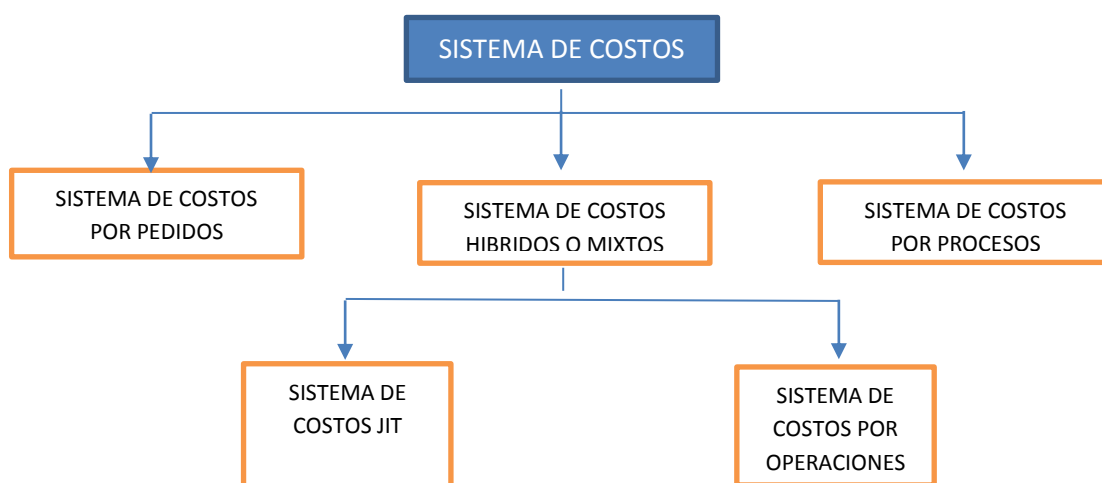 SISTEMA DE COSTOS
SISTEMA DE COSTOS
POR PEDIDOS
SISTEMA DE COSTOS
HIBRIDOS O MIXTOS
SISTEMA DE COSTOS
POR PROCESOS
SISTEMA DE
COSTOS JIT
SISTEMA DE
COSTOS POR
OPERACIONES